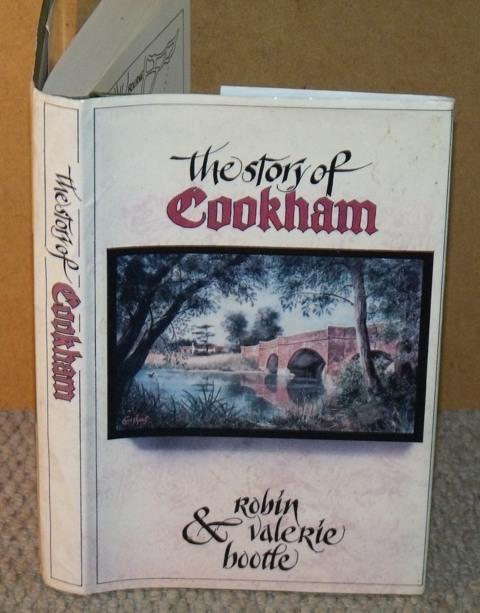 the story of
Cookham
robin
& valerie
bootle
the story of Cookham